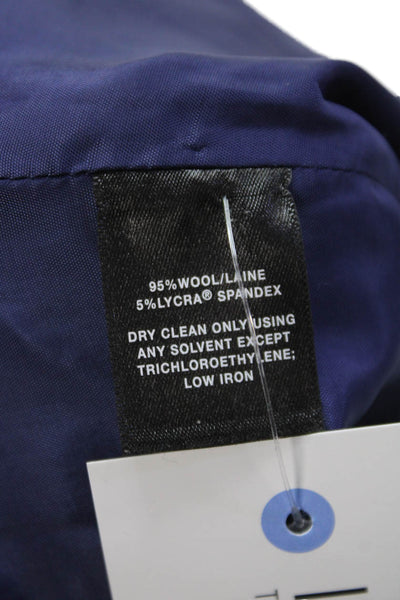 95%WOOL/LAINE
5%LYCRA® SPANDEX
DRY CLEAN ONLY USING
ANY SOLVENT EXCEPT
TRICHLOROETHYLENE;
LOW IRON